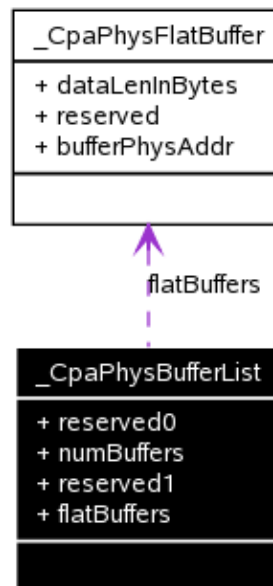 _CpaPhysFlatBuffer
+ dataLenInBytes
+ reserved
+ bufferPhysAddr
flatBuffers
_CpaPhysBufferList
+ reserved0
+ numBuffers
+ reserved1
+ flatBuffers